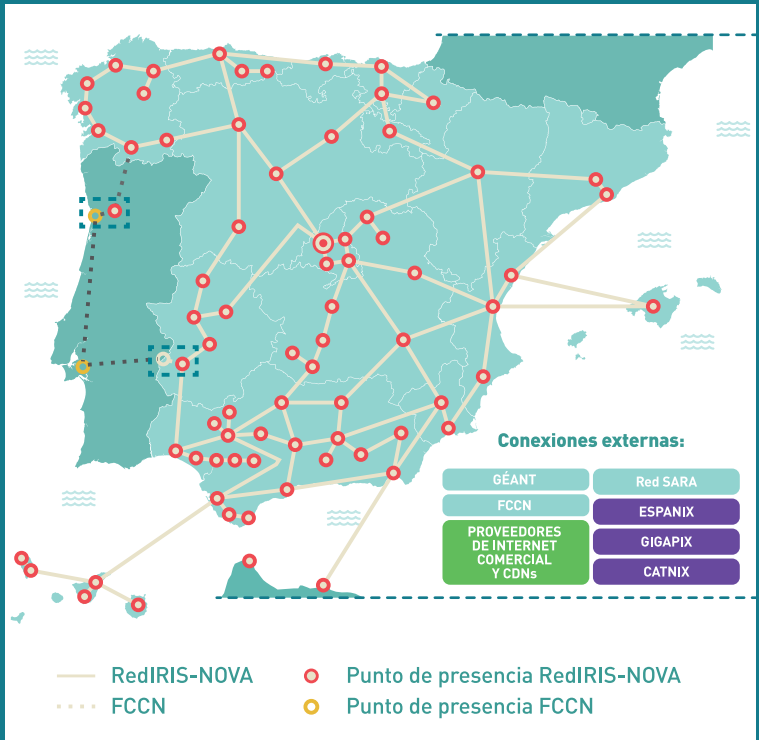 Conexiones externas:
GÉANT
Red SARA
FCCN
ESPANIX
PROVEEDORES
DE INTERNET
COMERCIAL
Y CDNs
GIGAPIX
CATNIX
RedIRIS-NOVA
Punto de presencia RedIRIS-NOVA
FCCN
Punto de presencia FCCN